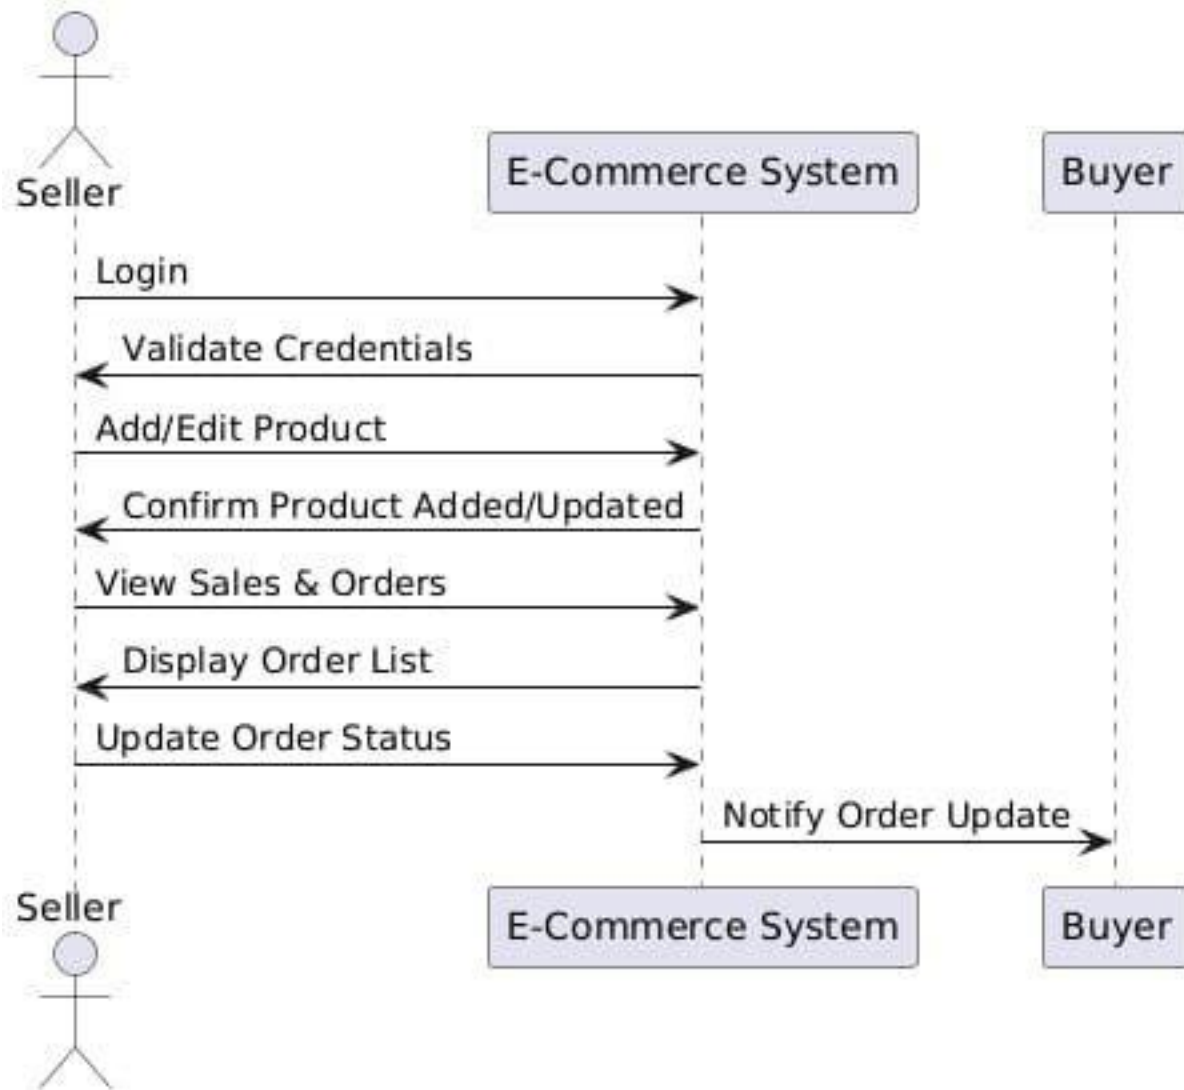 Seller
E-Commerce System
Buyer
Login
Validate Credentials
Add/Edit Product
Confirm Product Added/Updated
View Sales & Orders
Display Order List
Update Order Status
Notify Order Update
Seller
E-Commerce System
Buyer